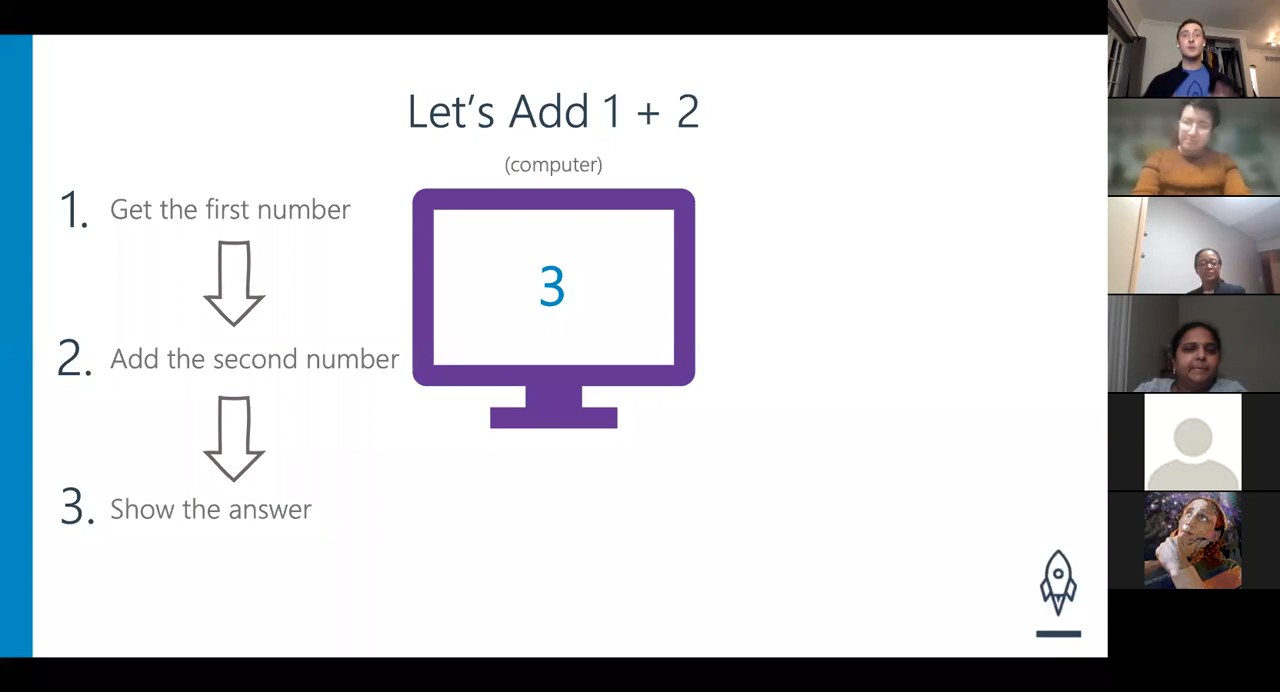 Let's Add 1 + 2
(computer)
1. Get the first number
3
2. Add the second number
3. Show the answer